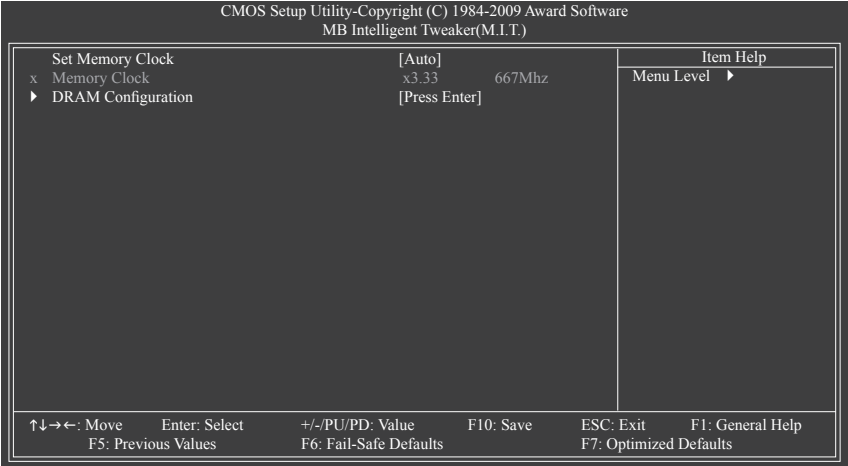 CMOS Setup Utility-Copyright (C) 1984-2009 Award Software
MB Intelligent Tweaker(M.I.T.)
Set Memory Clock [Auto]
x Memory Clock x3.33 667Mhz
▶ DRAM Configuration [Press Enter]
Item Help
Menu Level ▶
↑↓→←: Move Enter: Select +/-/PU/PD: Value F10: Save ESC: Exit F1: General Help
F5: Previous Values F6: Fail-Safe Defaults F7: Optimized Defaults